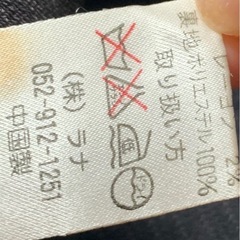 2%
裏地 ポリエステル100%
取り扱い方
(株) ラナ
052-912-1251
中国製